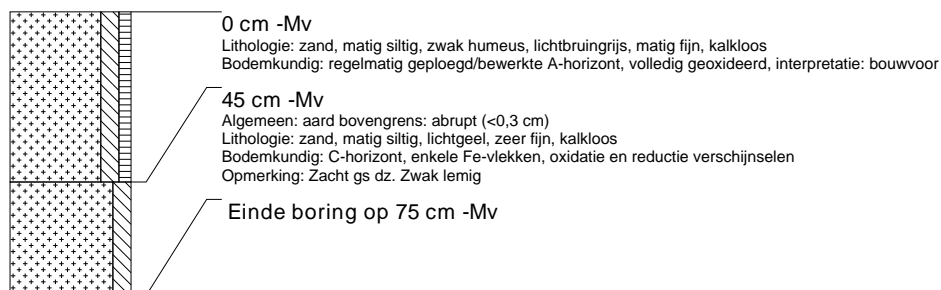 0 cm -Mv
Lithologie: zand, matig siltig, zwak humeus, lichtbruingrijs, matig fijn, kalkloos
Bodemkundig: regelmatig geploegd/bewerkte A-horizont, volledig geoxideerd, interpretatie: bouwvoor
45 cm -Mv
Algemeen: aard bovengrens: abrupt (<0,3 cm)
Lithologie: zand, matig siltig, lichtgeel, zeer fijn, kalkloos
Bodemkundig: C-horizont, enkele Fe-vlekken, oxidatie en reductie verschijnselen
Opmerking: Zacht gs dz. Zwak lemig
Einde boring op 75 cm -Mv